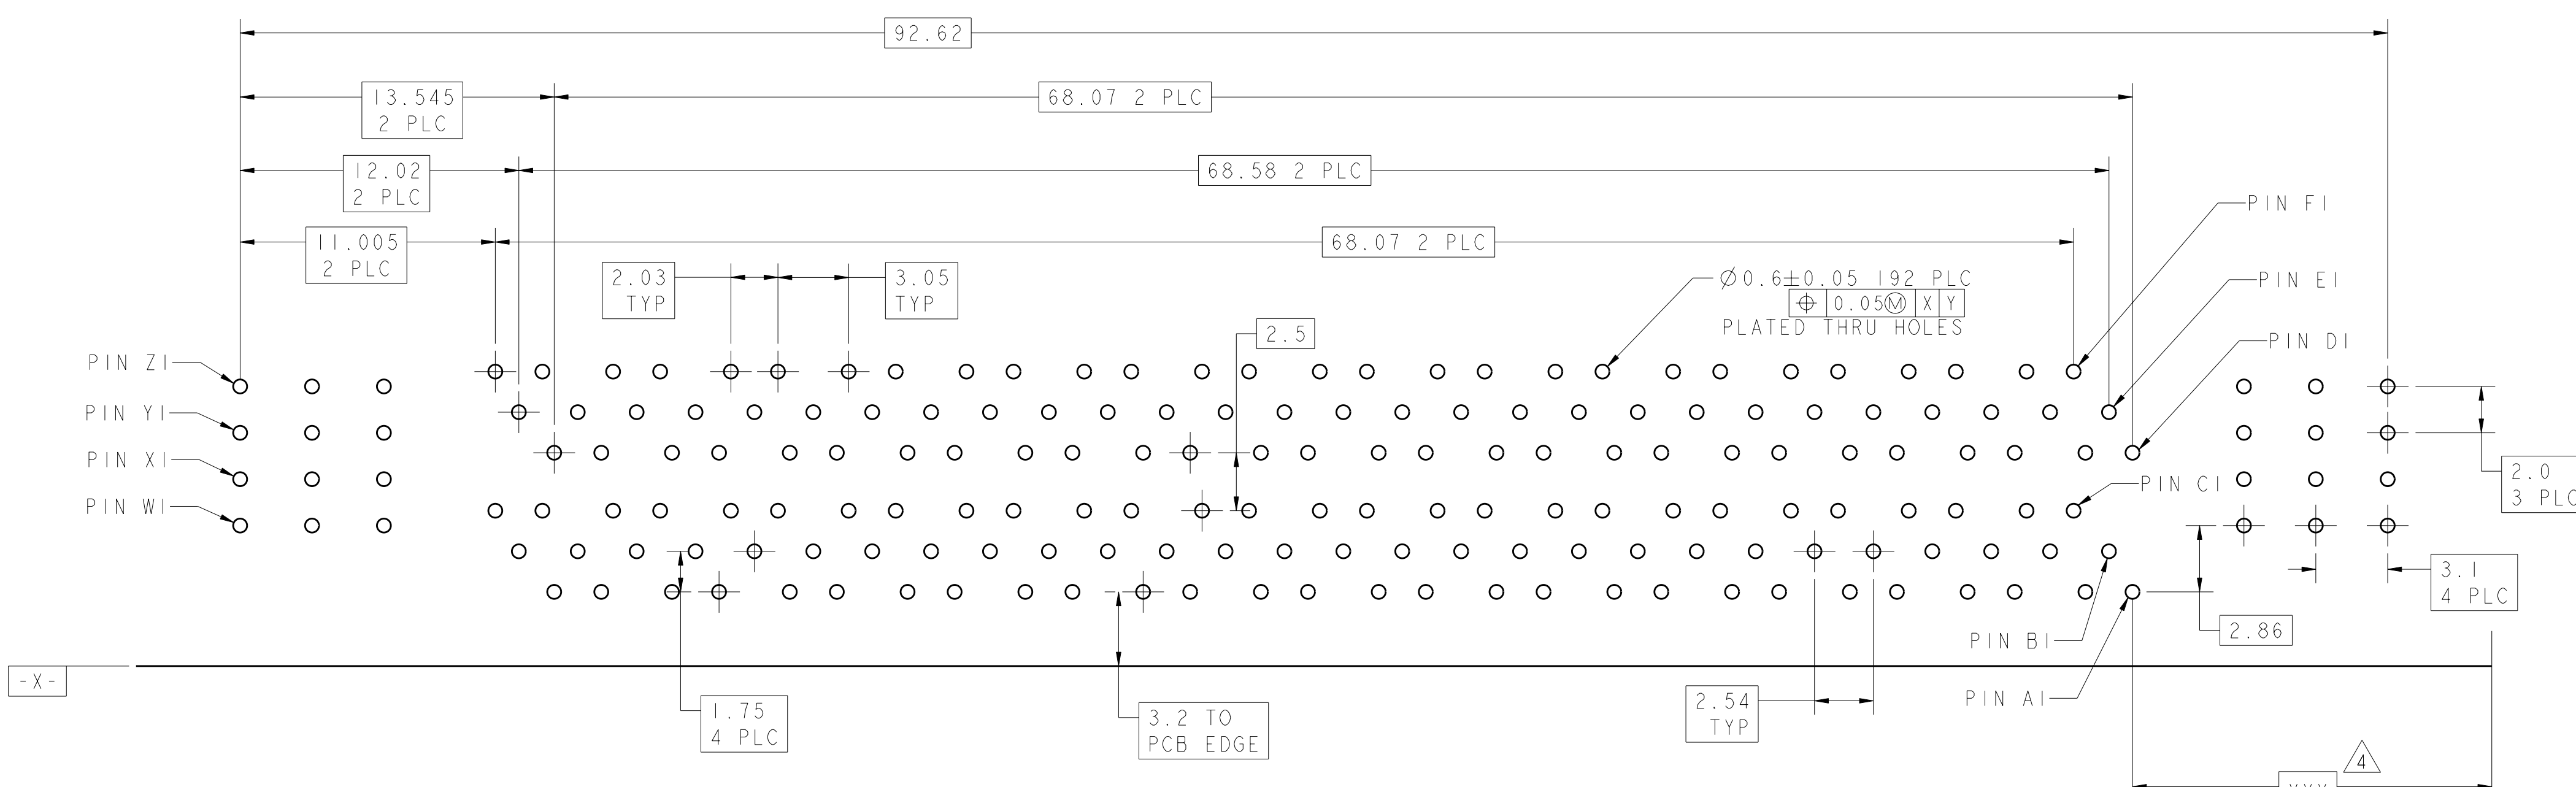 92.62
13.545
2 PLC
68.07 2 PLC
12.02
2 PLC
68.58 2 PLC
PIN F1
11.005
2 PLC
68.07 2 PLC
2.03
TYP
3.05
TYP
Ø0.6±0.05 192 PLC
⌖ 0.05Ⓜ X Y
PLATED THRU HOLES
PIN E1
2.5
PIN D1
PIN Z1
PIN Y1
PIN X1
PIN W1
PIN C1
2.0
3 PLC
3.1
4 PLC
2.86
PIN B1
-X-
PIN A1
1.75
4 PLC
3.2 TO
PCB EDGE
2.54
TYP
4